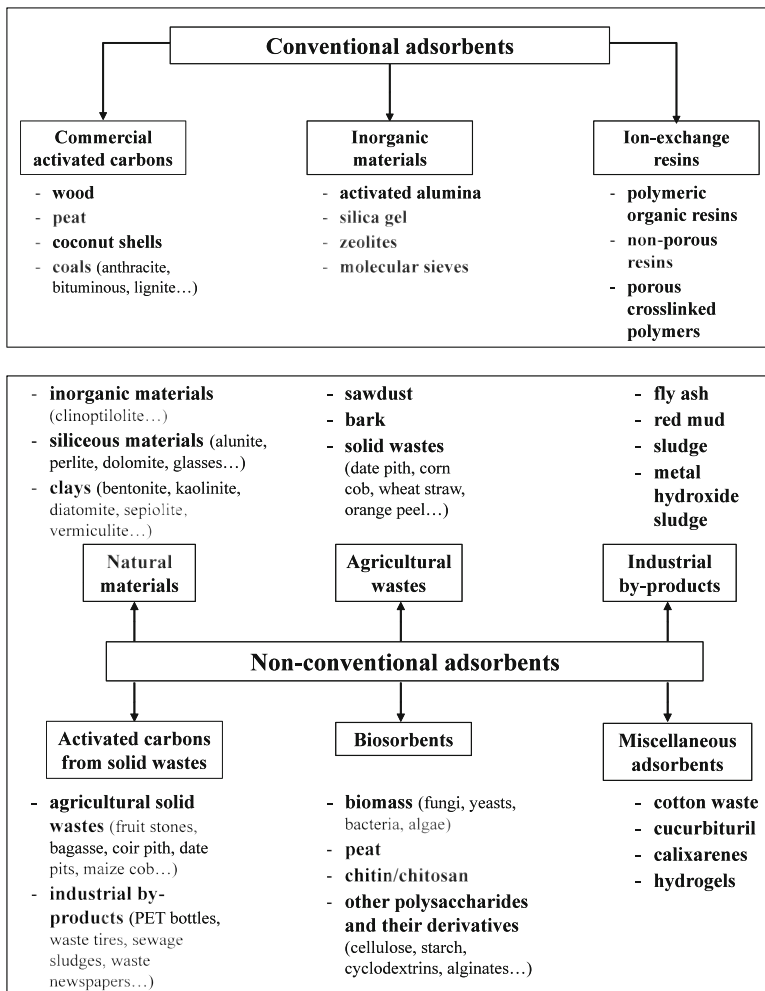 Conventional adsorbents
Commercial
activated carbons
- wood
- peat
- coconut shells
- coals (anthracite,
bituminous, lignite…)
Inorganic
materials
- activated alumina
- silica gel
- zeolites
- molecular sieves
Ion-exchange
resins
- polymeric
organic resins
- non-porous
resins
- porous
crosslinked
polymers
- inorganic materials
(clinoptilolite…)
- siliceous materials (alunite,
perlite, dolomite, glasses…)
- clays (bentonite, kaolinite,
diatomite, sepiolite,
vermiculite…)
Natural
materials
- sawdust
- bark
- solid wastes
(date pith, corn
cob, wheat straw,
orange peel…)
Agricultural
wastes
- fly ash
- red mud
- sludge
- metal
hydroxide
sludge
Industrial
by-products
Non-conventional adsorbents
Activated carbons
from solid wastes
- agricultural solid
wastes (fruit stones,
bagasse, coir pith, date
pits, maize cob…)
- industrial by-
products (PET bottles,
waste tires, sewage
sludges, waste
newspapers…)
Biosorbents
- biomass (fungi, yeasts,
bacteria, algae)
- peat
- chitin/chitosan
- other polysaccharides
and their derivatives
(cellulose, starch,
cyclodextrins, alginates…)
Miscellaneous
adsorbents
- cotton waste
- cucurbituril
- calixarenes
- hydrogels